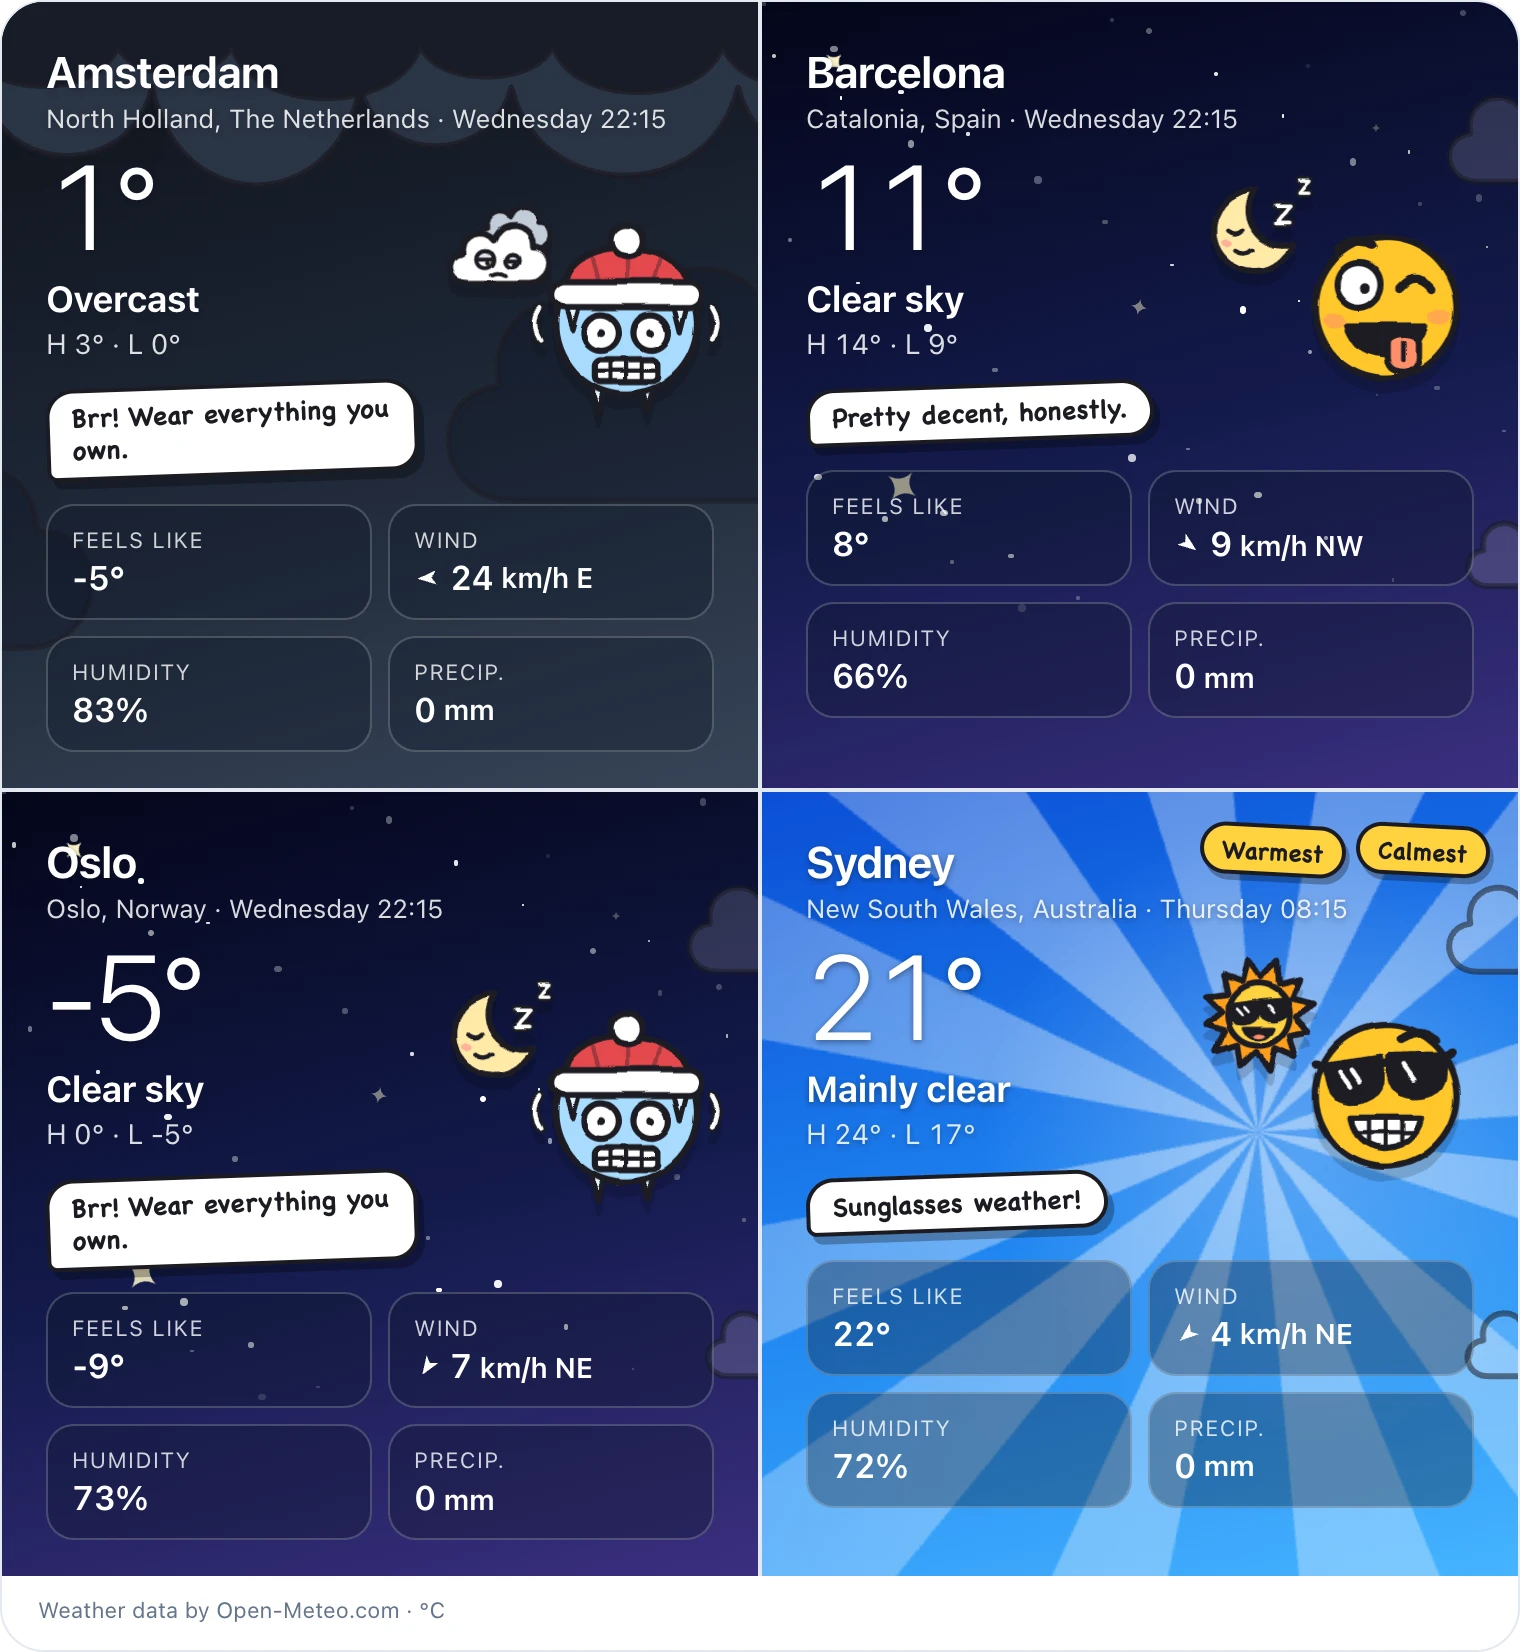 Amsterdam
North Holland, The Netherlands · Wednesday 22:15
1°
Overcast
H 3° · L 0°
Brr! Wear everything you
own.
FEELS LIKE
-5°
WIND
24 km/h E
HUMIDITY
83%
PRECIP.
0 mm
Barcelona
Catalonia, Spain · Wednesday 22:15
11°
z
z
Clear sky
H 14° · L 9°
Pretty decent, honestly.
FEELS LIKE
8°
WIND
9 km/h NW
HUMIDITY
66%
PRECIP.
0 mm
Oslo
Oslo, Norway · Wednesday 22:15
-5°
z
z
Clear sky
H 0° · L -5°
Brr! Wear everything you
own.
FEELS LIKE
-9°
WIND
7 km/h NE
HUMIDITY
73%
PRECIP.
0 mm
Warmest
Calmest
Sydney
New South Wales, Australia · Thursday 08:15
21°
Mainly clear
H 24° · L 17°
Sunglasses weather!
FEELS LIKE
22°
WIND
4 km/h NE
HUMIDITY
72%
PRECIP.
0 mm
Weather data by Open-Meteo.com · °C